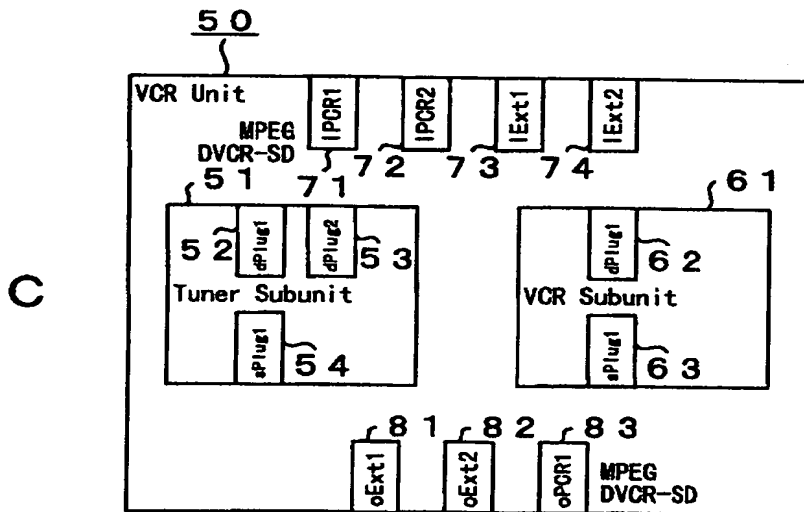 50
VCR Unit
IPCR1
IPCR2
IExt1
IExt2
MPEG
DVCR-SD
71
72
73
74
51
61
52
dPlug1
dPlug2
53
dPlug1
62
C
Tuner Subunit
VCR Subunit
sPlug1
54
sPlug1
63
81
82
83
oExt1
oExt2
oPCR1
MPEG
DVCR-SD